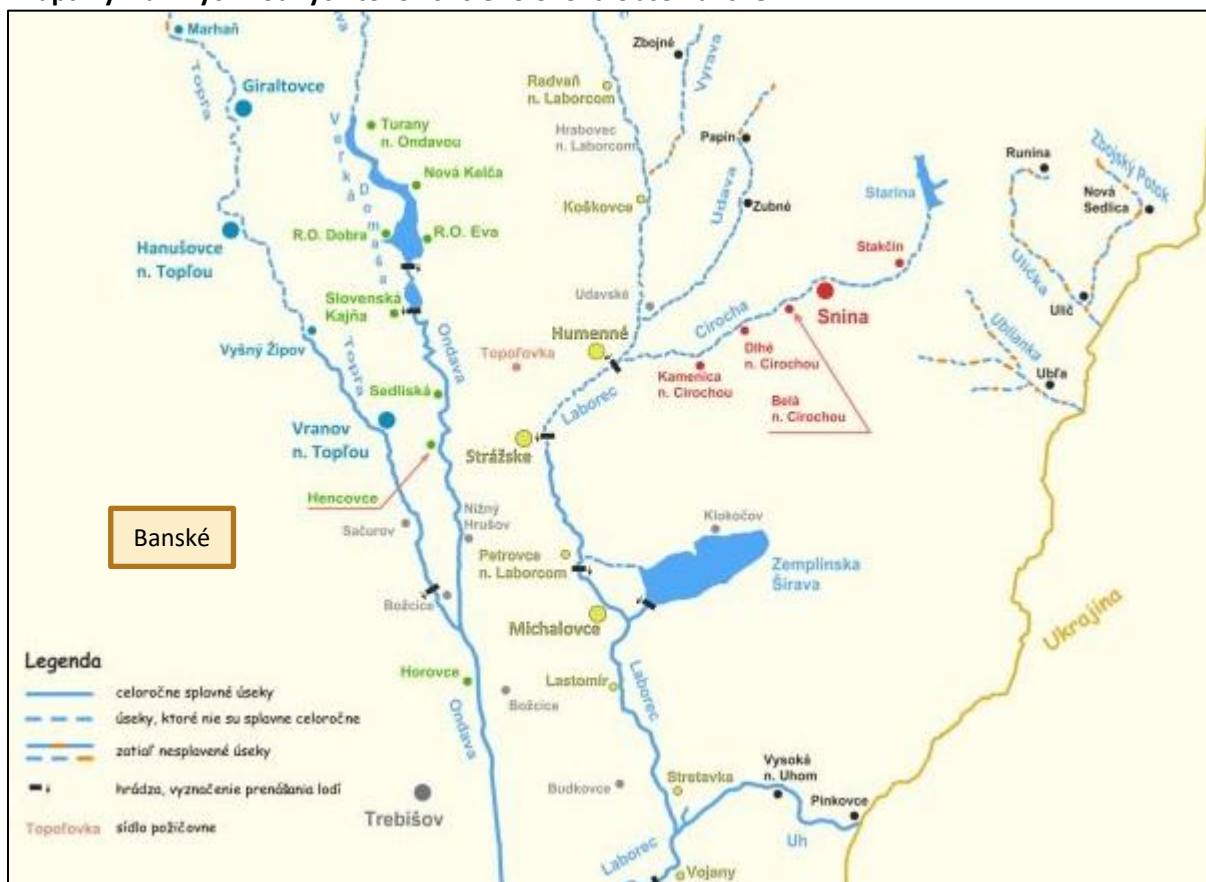 Marhaň
Topľa
Giraltovce
Hanušovce
n. Topľou
Vyšný Žipov
Topľa
Vranov
n. Topľou
Veľká Domaša
Turany
n. Ondavou
Nová Kelča
R.O. Dobra
R.O. Eva
Slovenská
Kajňa
Ondava
Sedliská
Hencovce
Nižný
Hrušov
Sačurov
Božčice
Banské
Horovce
Božčice
Ondava
Trebišov
Radvaň
n. Laborcom
Hrabovec
n. Laborcom
Koškovce
Zbojné
Vyrava
Papín
Udava
Zubné
Udavské
Humenné
Topoľovka
Laborec
Strážske
Cirocha
Kamenica
n. Cirochou
Dlhé
n. Cirochou
Belá
n. Cirochou
Snina
Stakčín
Starina
Runina
Zbojský Potok
Nová
Sedlica
Ulička
Ulič
Ublianka
Ubľa
Klokočov
Zemplínska
Šírava
Petrovce
n. Laborcom
Michalovce
Lastomír
Laborec
Budkovce
Stretavka
Vysoká
n. Uhom
Pinkovce
Uh
Laborec
Vojany
Ukrajina
Legenda
celoročne splavné úseky
úseky, ktoré nie su splavne celoročne
zatiaľ nesplavené úseky
hrádza, vyznačenie prenášania lodí
Topoľovka
sídlo požičovne